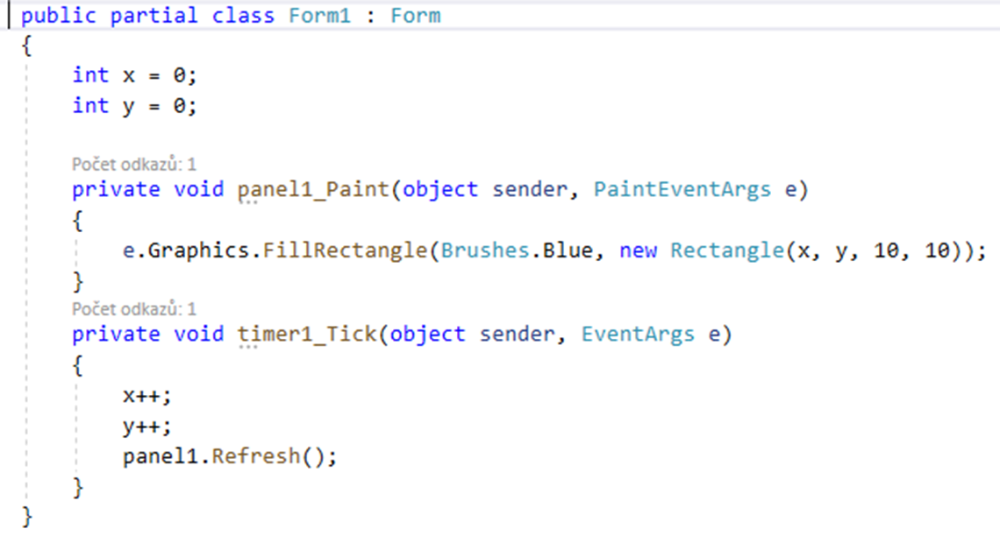 public partial class Form1 : Form
{
int x = 0;
int y = 0;
Počet odkazů: 1
private void panel1_Paint(object sender, PaintEventArgs e)
{
e.Graphics.FillRectangle(Brushes.Blue, new Rectangle(x, y, 10, 10));
}
Počet odkazů: 1
private void timer1_Tick(object sender, EventArgs e)
{
x++;
y++;
panel1.Refresh();
}
}